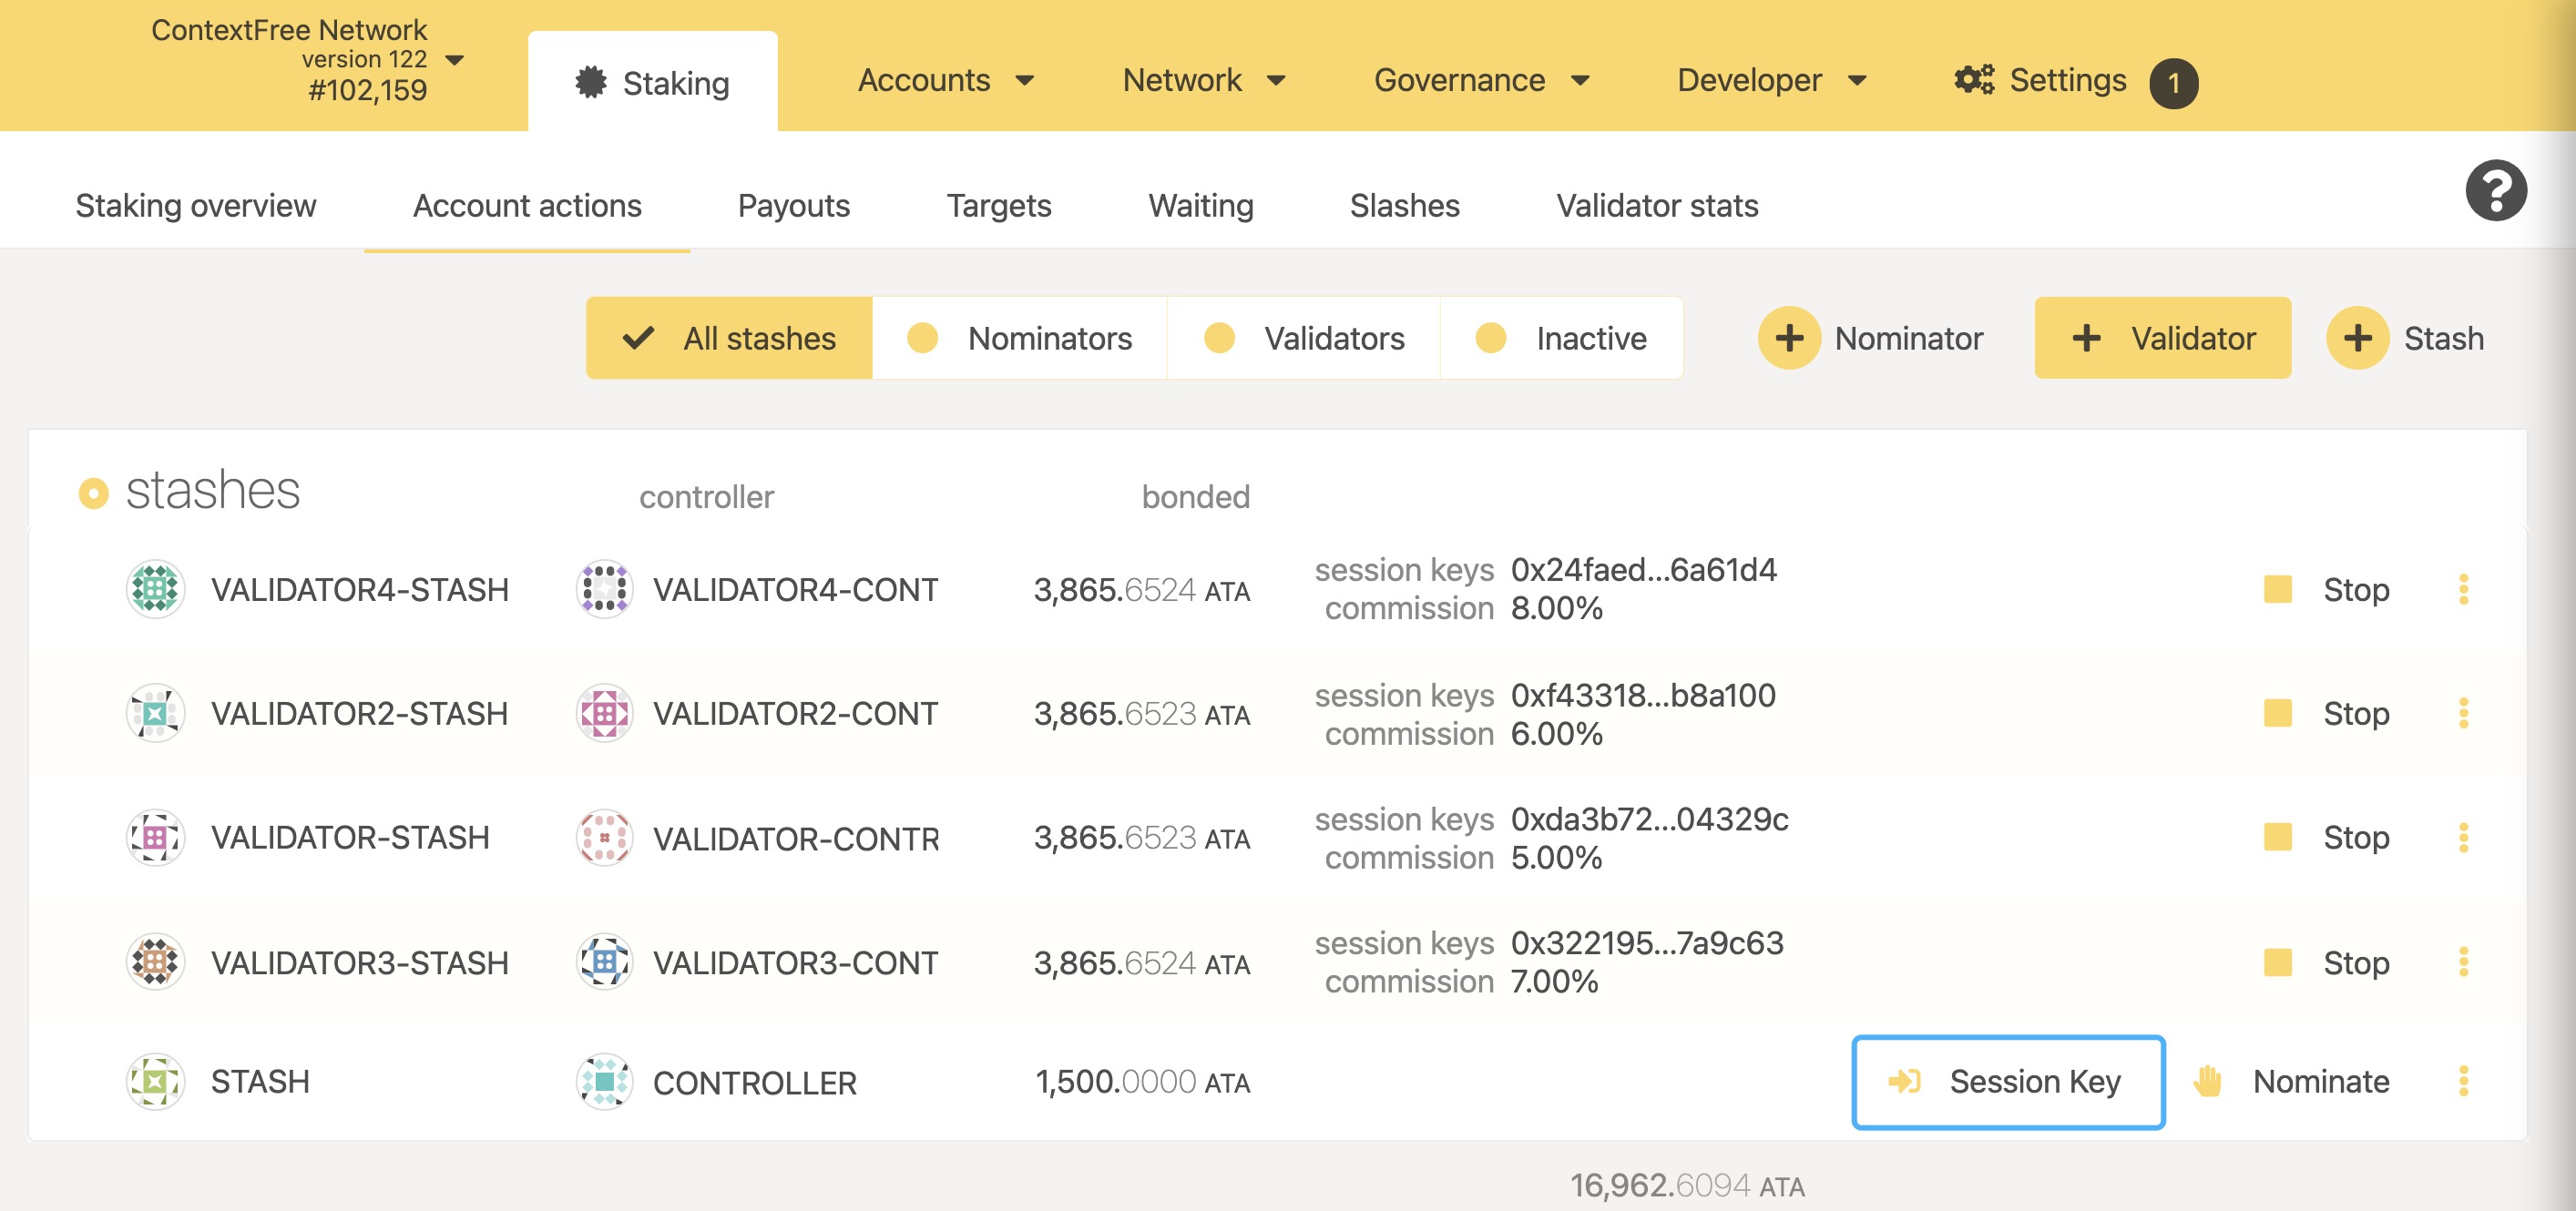 ContextFree Network
version 122
#102,159
Staking
Accounts
Network
Governance
Developer
Settings
1
Staking overview
Account actions
Payouts
Targets
Waiting
Slashes
Validator stats
?
All stashes
Nominators
Validators
Inactive
+ Nominator
+ Validator
+ Stash
stashes controller bonded
VALIDATOR4-STASH VALIDATOR4-CONT 3,865.6524 ATA session keys 0x24faed...6a61d4 Stop
commission 8.00%
VALIDATOR2-STASH VALIDATOR2-CONT 3,865.6523 ATA session keys 0xf43318...b8a100 Stop
commission 6.00%
VALIDATOR-STASH VALIDATOR-CONTR 3,865.6523 ATA session keys 0xda3b72...04329c Stop
commission 5.00%
VALIDATOR3-STASH VALIDATOR3-CONT 3,865.6524 ATA session keys 0x322195...7a9c63 Stop
commission 7.00%
STASH CONTROLLER 1,500.0000 ATA Session Key Nominate
16,962.6094 ATA